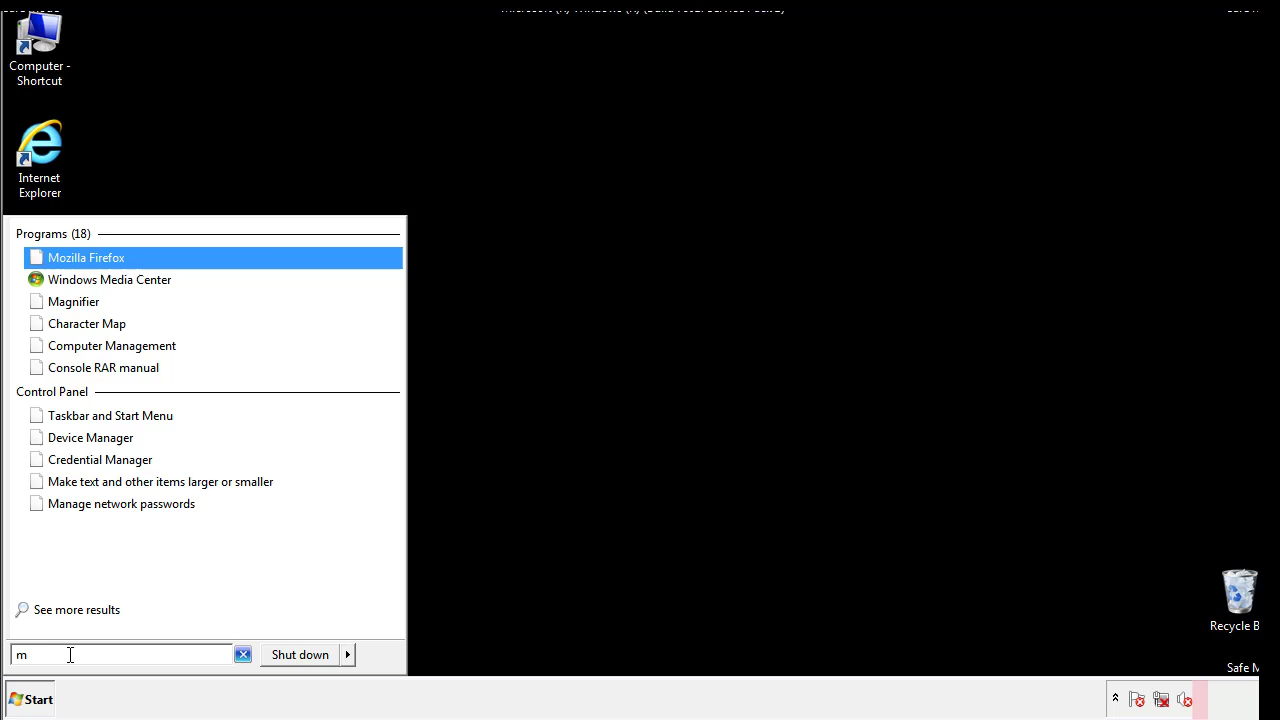 Computer -
Shortcut
Internet
Explorer
Programs (18)
Mozilla Firefox
Windows Media Center
Magnifier
Character Map
Computer Management
Console RAR manual
Control Panel
Taskbar and Start Menu
Device Manager
Credential Manager
Make text and other items larger or smaller
Manage network passwords
See more results
m
Shut down
Recycle B
Safe M
Start